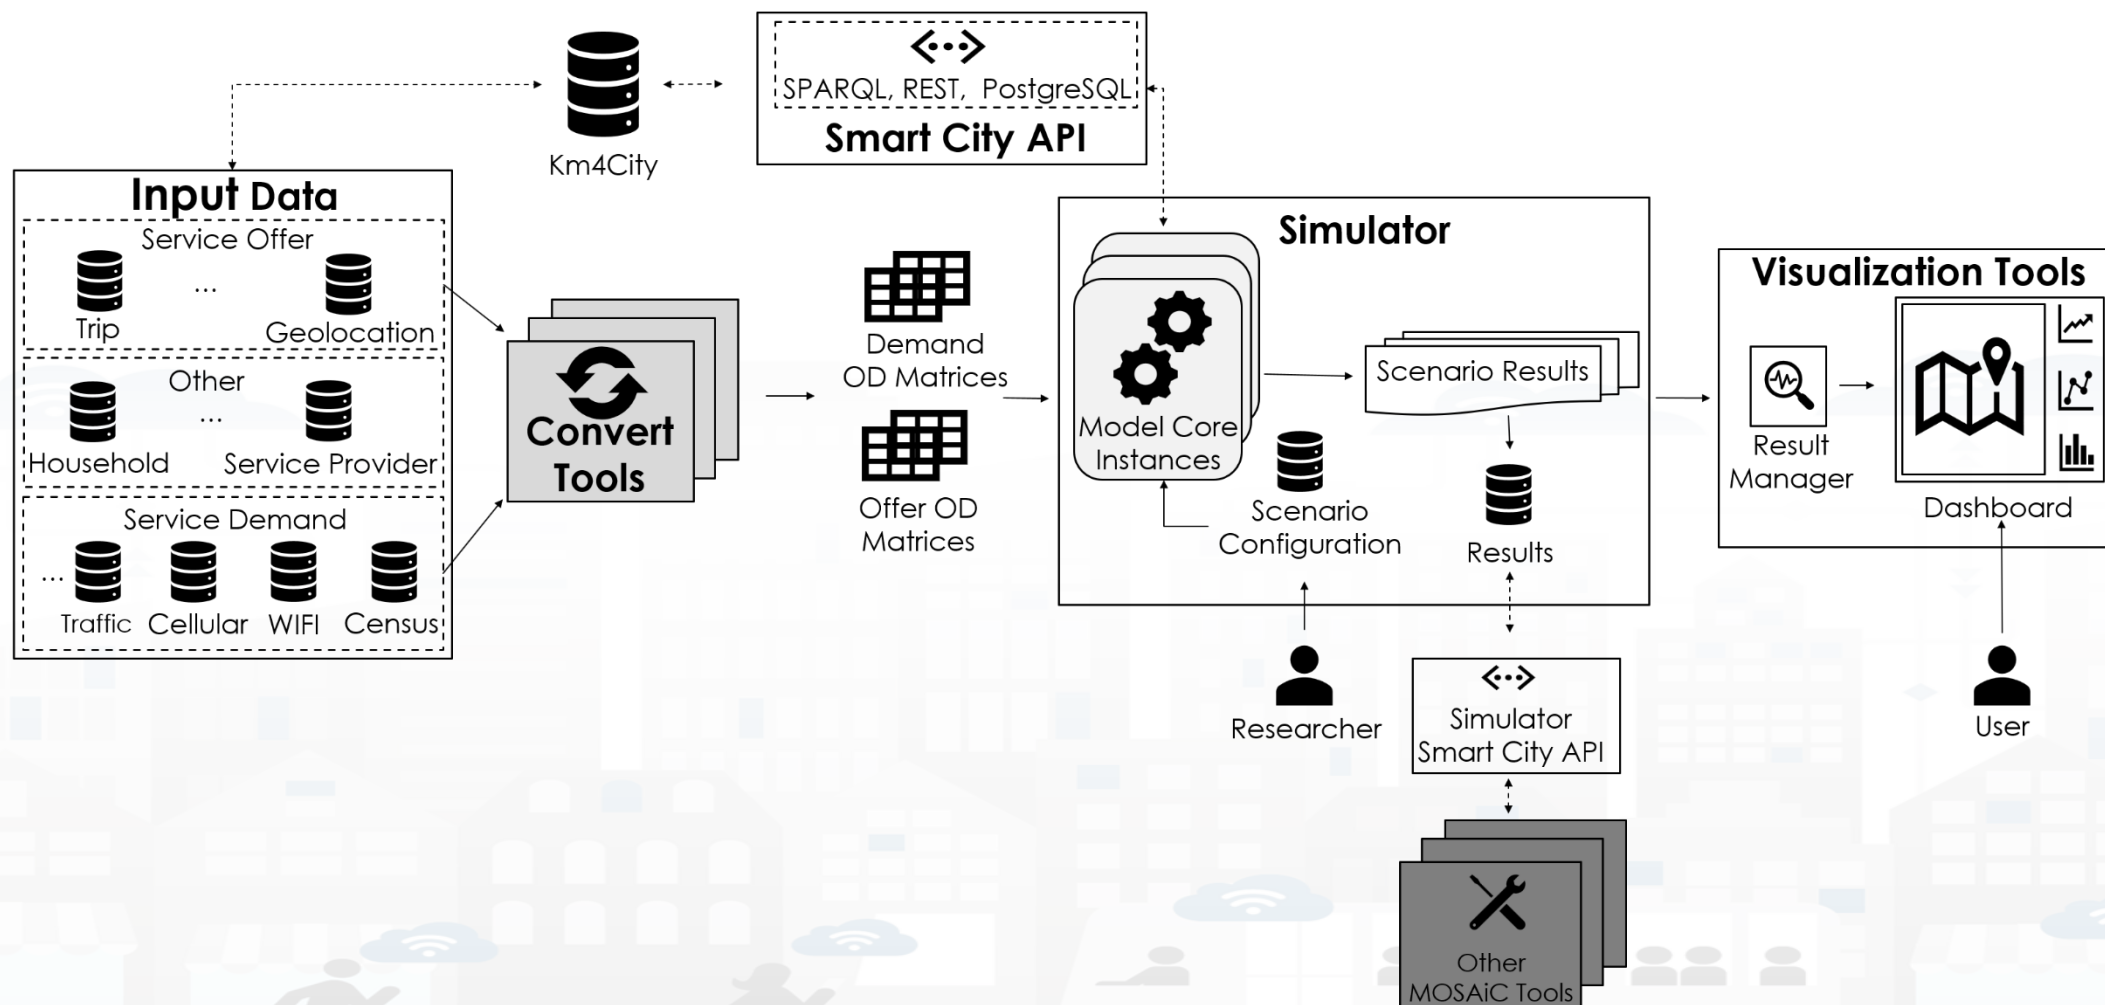 SPARQL, REST, PostgreSQL
Smart City API
Km4City
Input Data
Service Offer
...
Trip
Geolocation
Other
...
Household
Service Provider
Service Demand
...
Traffic
Cellular
WIFI
Census
Convert
Tools
Demand
OD Matrices
Offer OD
Matrices
Simulator
Model Core
Instances
Scenario Results
Scenario
Configuration
Results
Researcher
Simulator
Smart City API
Other
MOSAiC Tools
Visualization Tools
Result
Manager
Dashboard
User